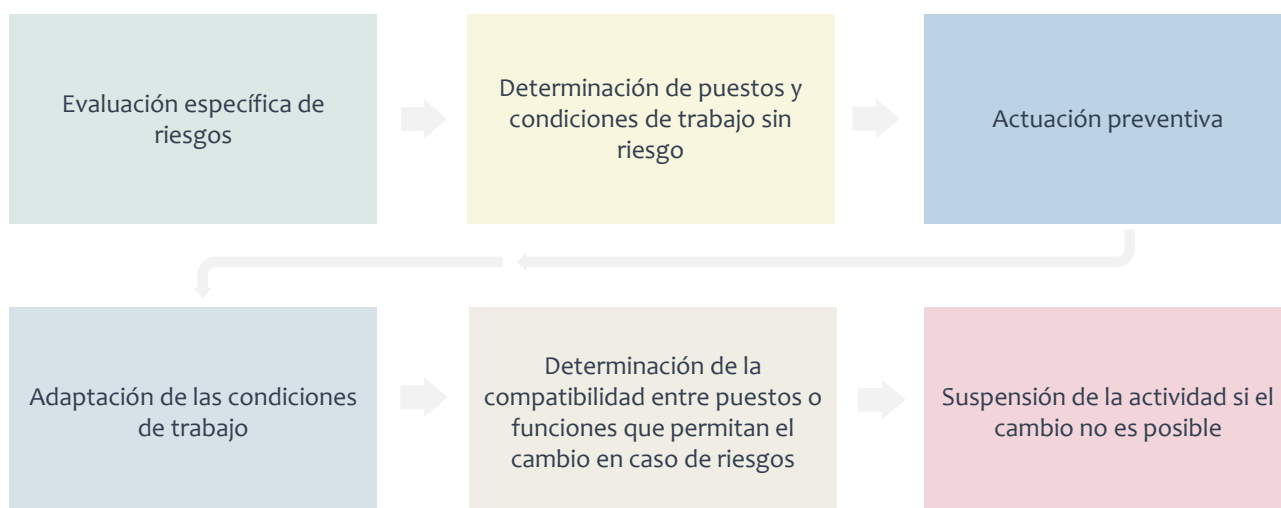 Evaluación específica de
riesgos
Determinación de puestos y
condiciones de trabajo sin
riesgo
Actuación preventiva
Adaptación de las condiciones
de trabajo
Determinación de la
compatibilidad entre puestos o
funciones que permitan el
cambio en caso de riesgos
Suspensión de la actividad si el
cambio no es posible